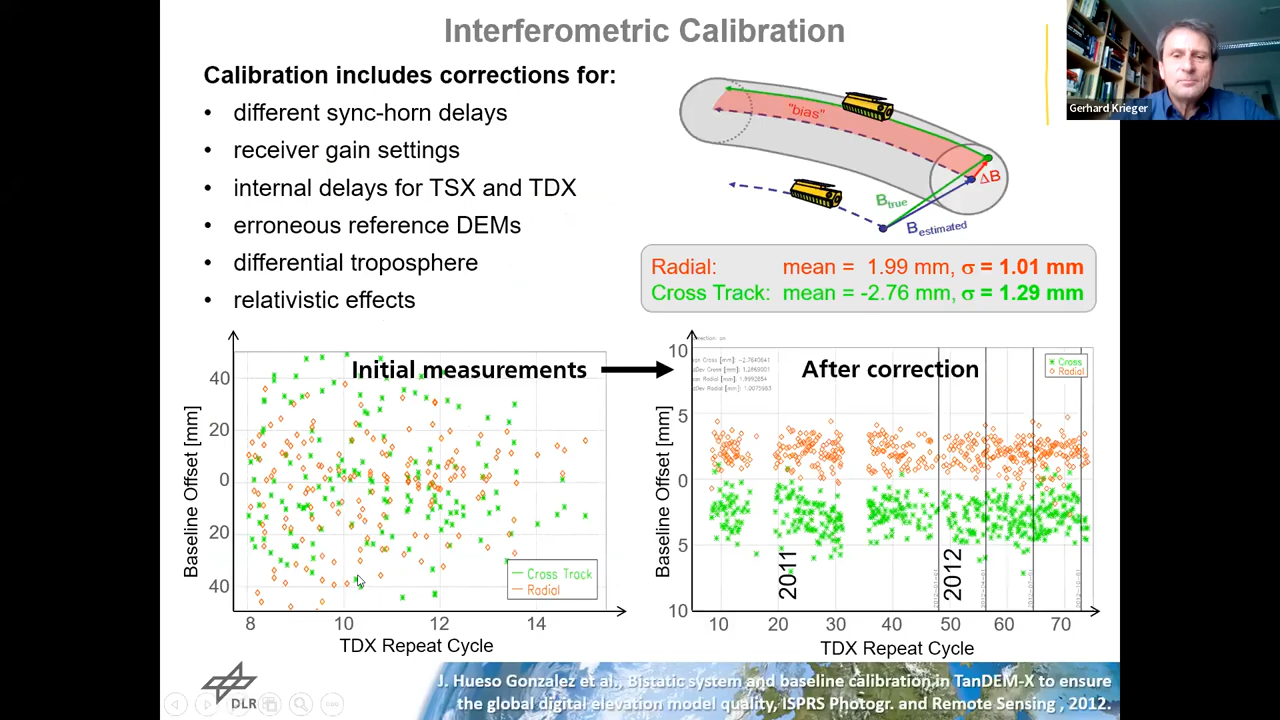 Interferometric Calibration
Gerhard Krieger
Calibration includes corrections for:
• different sync-horn delays
• receiver gain settings
• internal delays for TSX and TDX
• erroneous reference DEMs
• differential troposphere
• relativistic effects
"bias"
ΔB
Btrue
Bestimated
Radial: mean = 1.99 mm, σ = 1.01 mm
Cross Track: mean = -2.76 mm, σ = 1.29 mm
Initial measurements
40
20
0
20
40
Baseline Offset [mm]
Cross Track
Radial
8 10 12 14
TDX Repeat Cycle
After correction
Cross
Radial
10
5
0
5
10
Baseline Offset [mm]
2011
2012
10 20 30 40 50 60 70
TDX Repeat Cycle
DLR
J. Hueso Gonzalez et al., Bistatic system and baseline calibration in TanDEM-X to ensure
the global digital elevation model quality, ISPRS Photogr. and Remote Sensing , 2012.